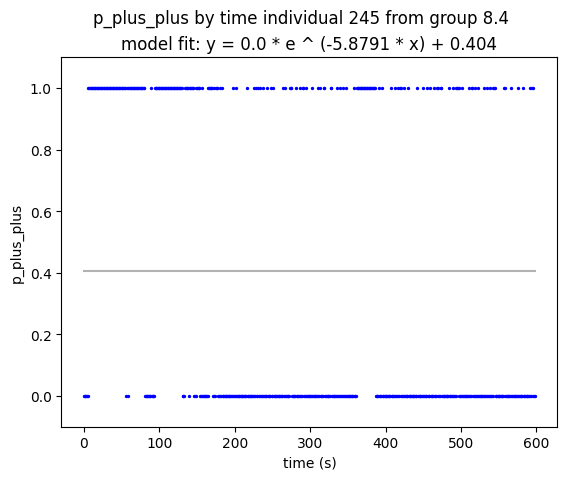 p_plus_plus by time individual 245 from group 8.4
model fit: y = 0.0 * e ^ (-5.8791 * x) + 0.404
1.0
0.8
0.6
0.4
0.2
0.0
p_plus_plus
0 100 200 300 400 500 600
time (s)